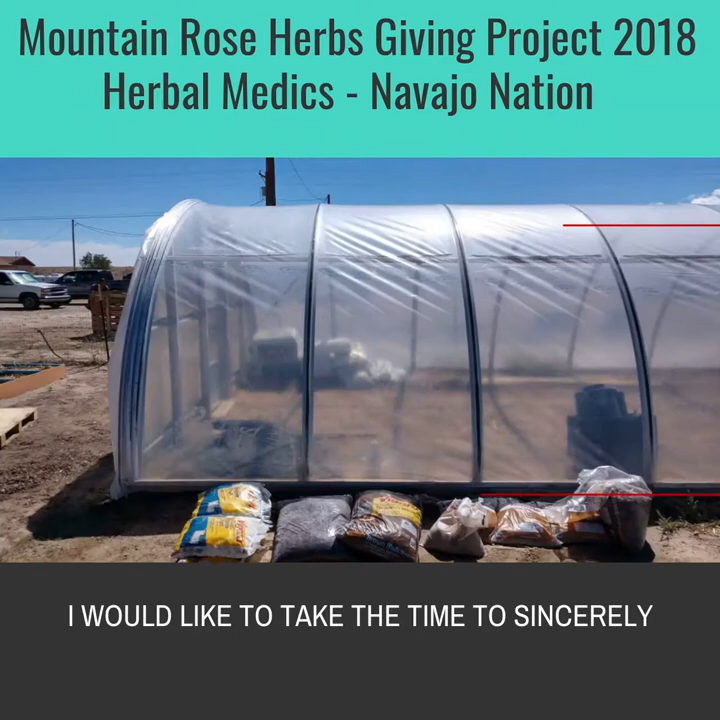 Mountain Rose Herbs Giving Project 2018
Herbal Medics - Navajo Nation
I WOULD LIKE TO TAKE THE TIME TO SINCERELY